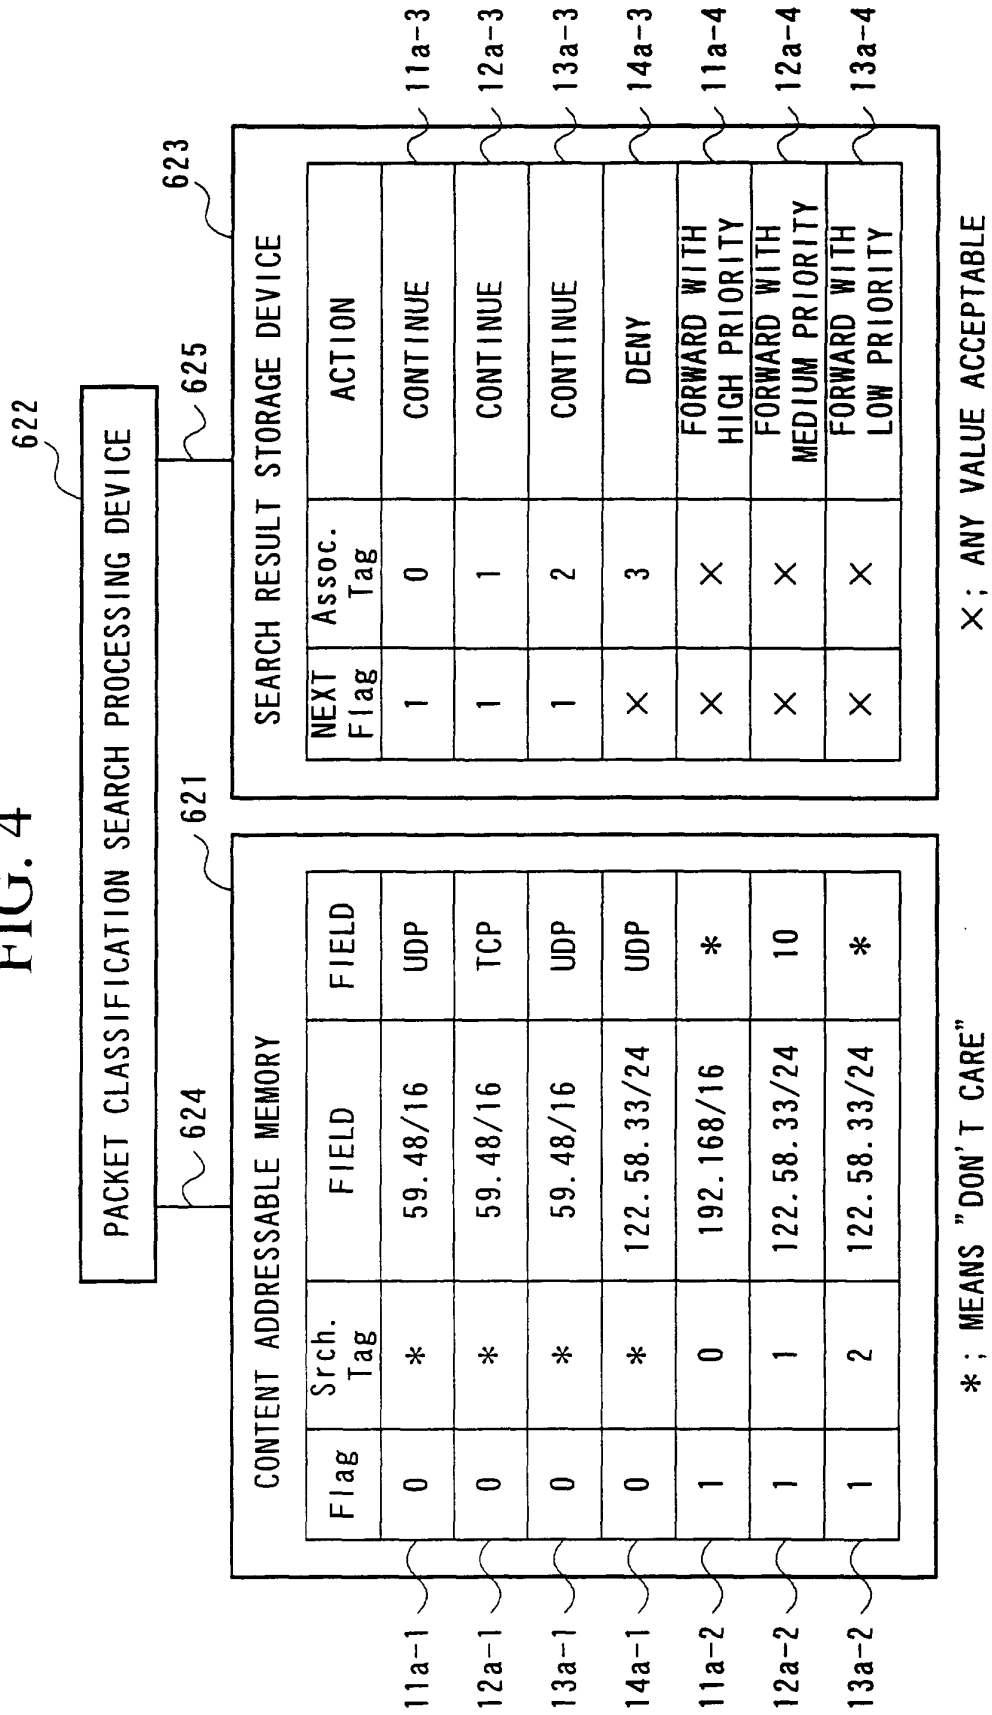 FIG. 4
622
PACKET CLASSIFICATION SEARCH PROCESSING DEVICE
624
621
625
623
CONTENT ADDRESSABLE MEMORY
Flag Srch. Tag FIELD FIELD
11a-1 0 * 59.48/16 UDP
12a-1 0 * 59.48/16 TCP
13a-1 0 * 59.48/16 UDP
14a-1 0 * 122.58.33/24 UDP
11a-2 1 0 192.168/16 *
12a-2 1 1 122.58.33/24 10
13a-2 1 2 122.58.33/24 *
*; MEANS "DON'T CARE"
SEARCH RESULT STORAGE DEVICE
NEXT Flag Assoc. Tag ACTION
1 0 CONTINUE 11a-3
1 1 CONTINUE 12a-3
1 2 CONTINUE 13a-3
× 3 DENY 14a-3
× × FORWARD WITH HIGH PRIORITY 11a-4
× × FORWARD WITH MEDIUM PRIORITY 12a-4
× × FORWARD WITH LOW PRIORITY 13a-4
×; ANY VALUE ACCEPTABLE